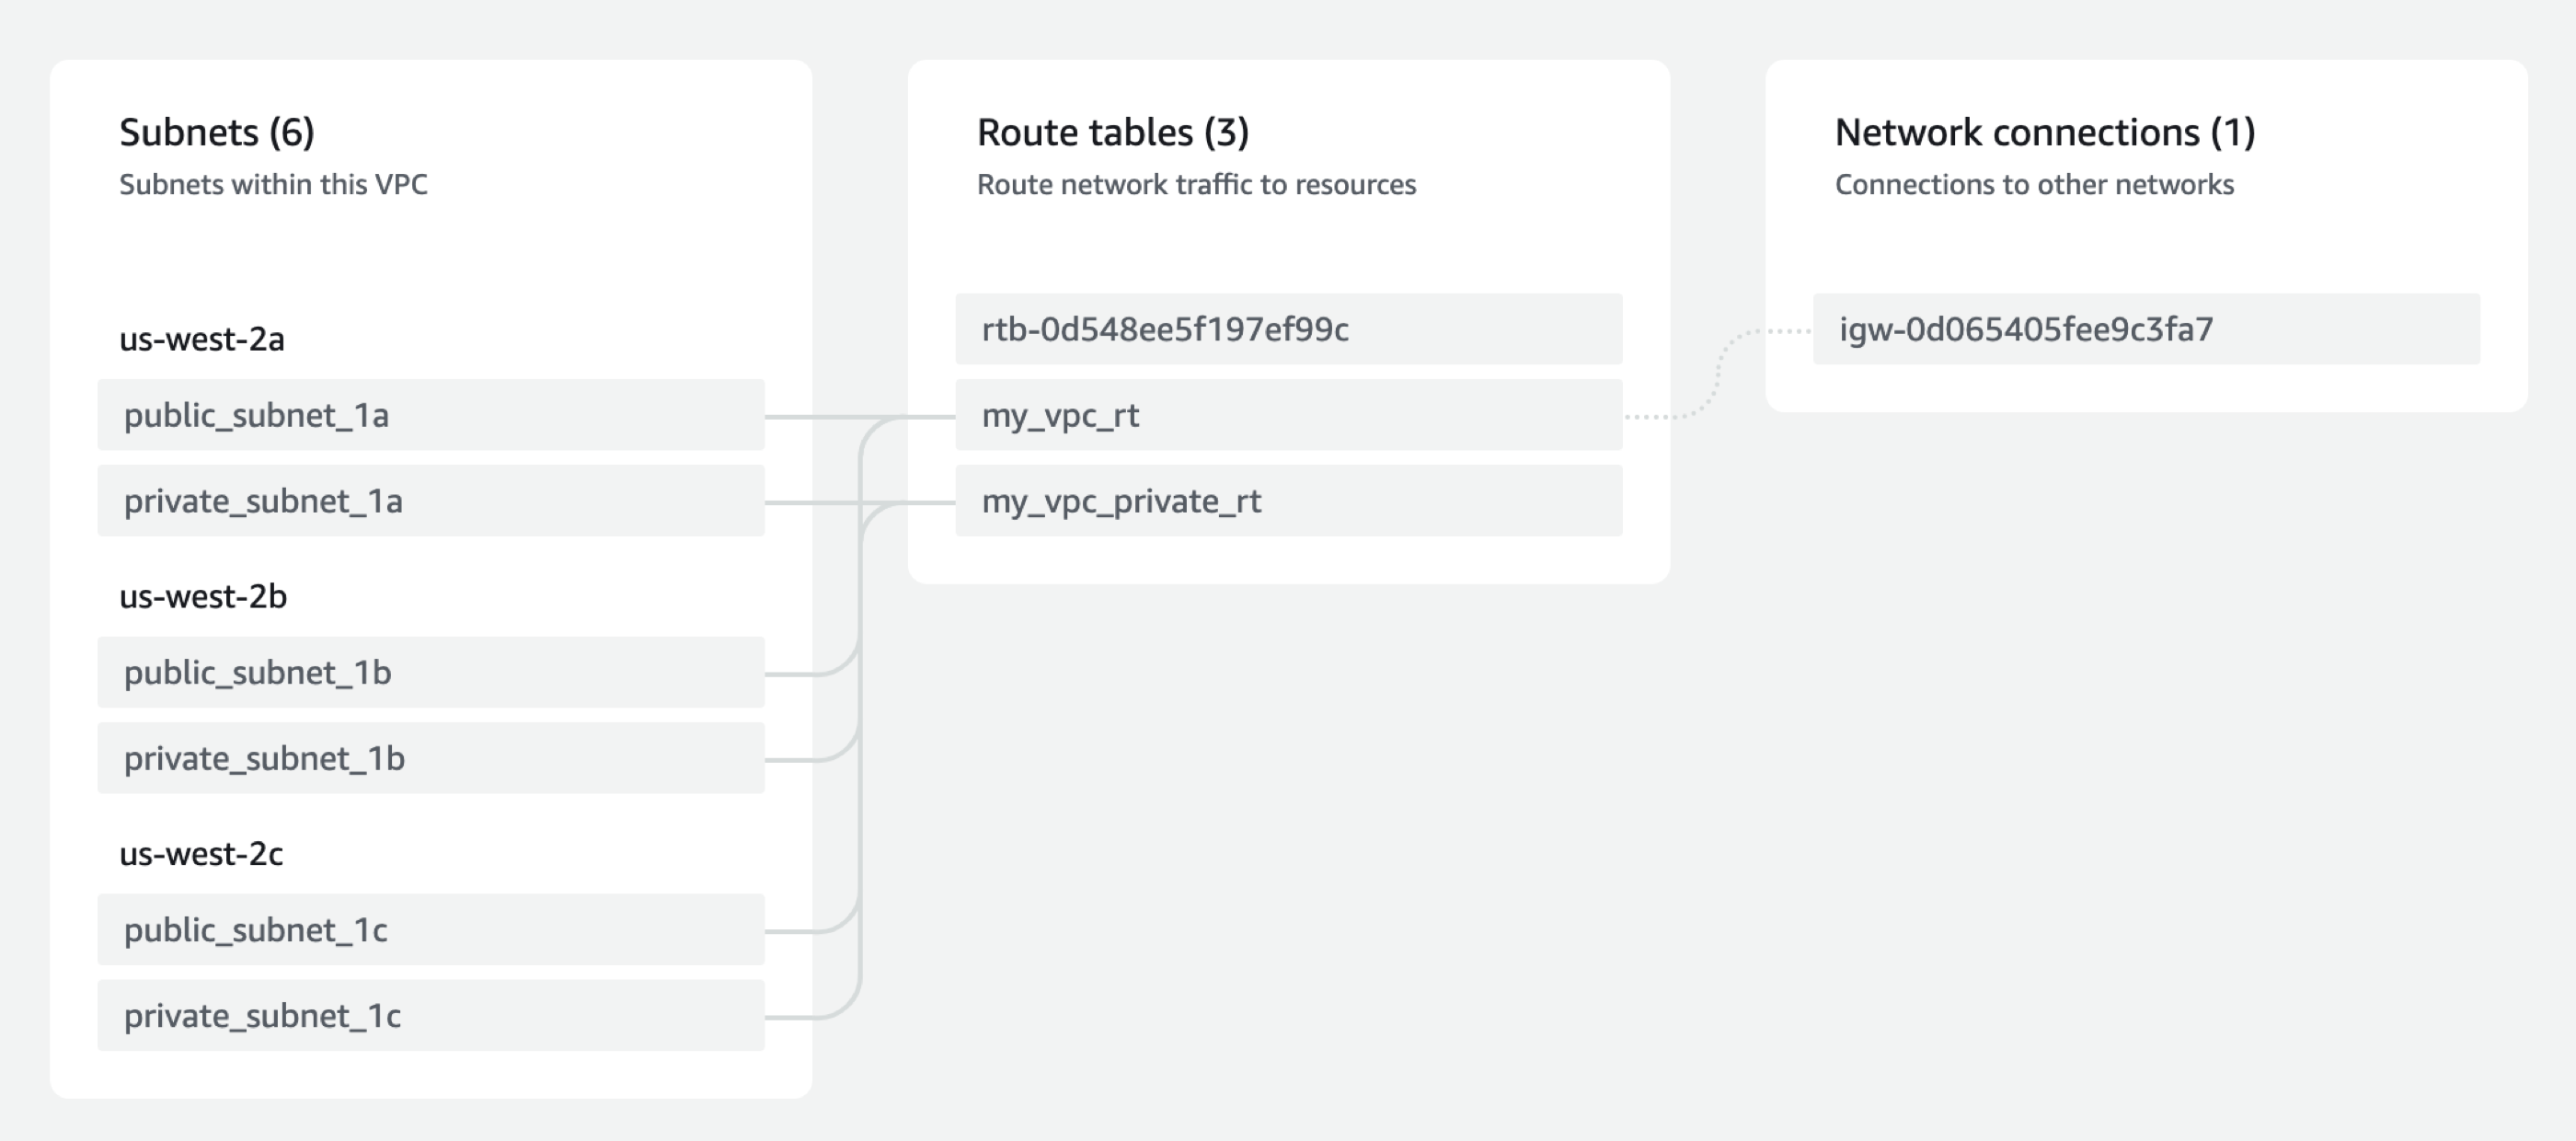 Subnets (6)
Subnets within this VPC
us-west-2a
public_subnet_1a
private_subnet_1a
us-west-2b
public_subnet_1b
private_subnet_1b
us-west-2c
public_subnet_1c
private_subnet_1c
Route tables (3)
Route network traffic to resources
rtb-0d548ee5f197ef99c
my_vpc_rt
my_vpc_private_rt
Network connections (1)
Connections to other networks
igw-0d065405fee9c3fa7